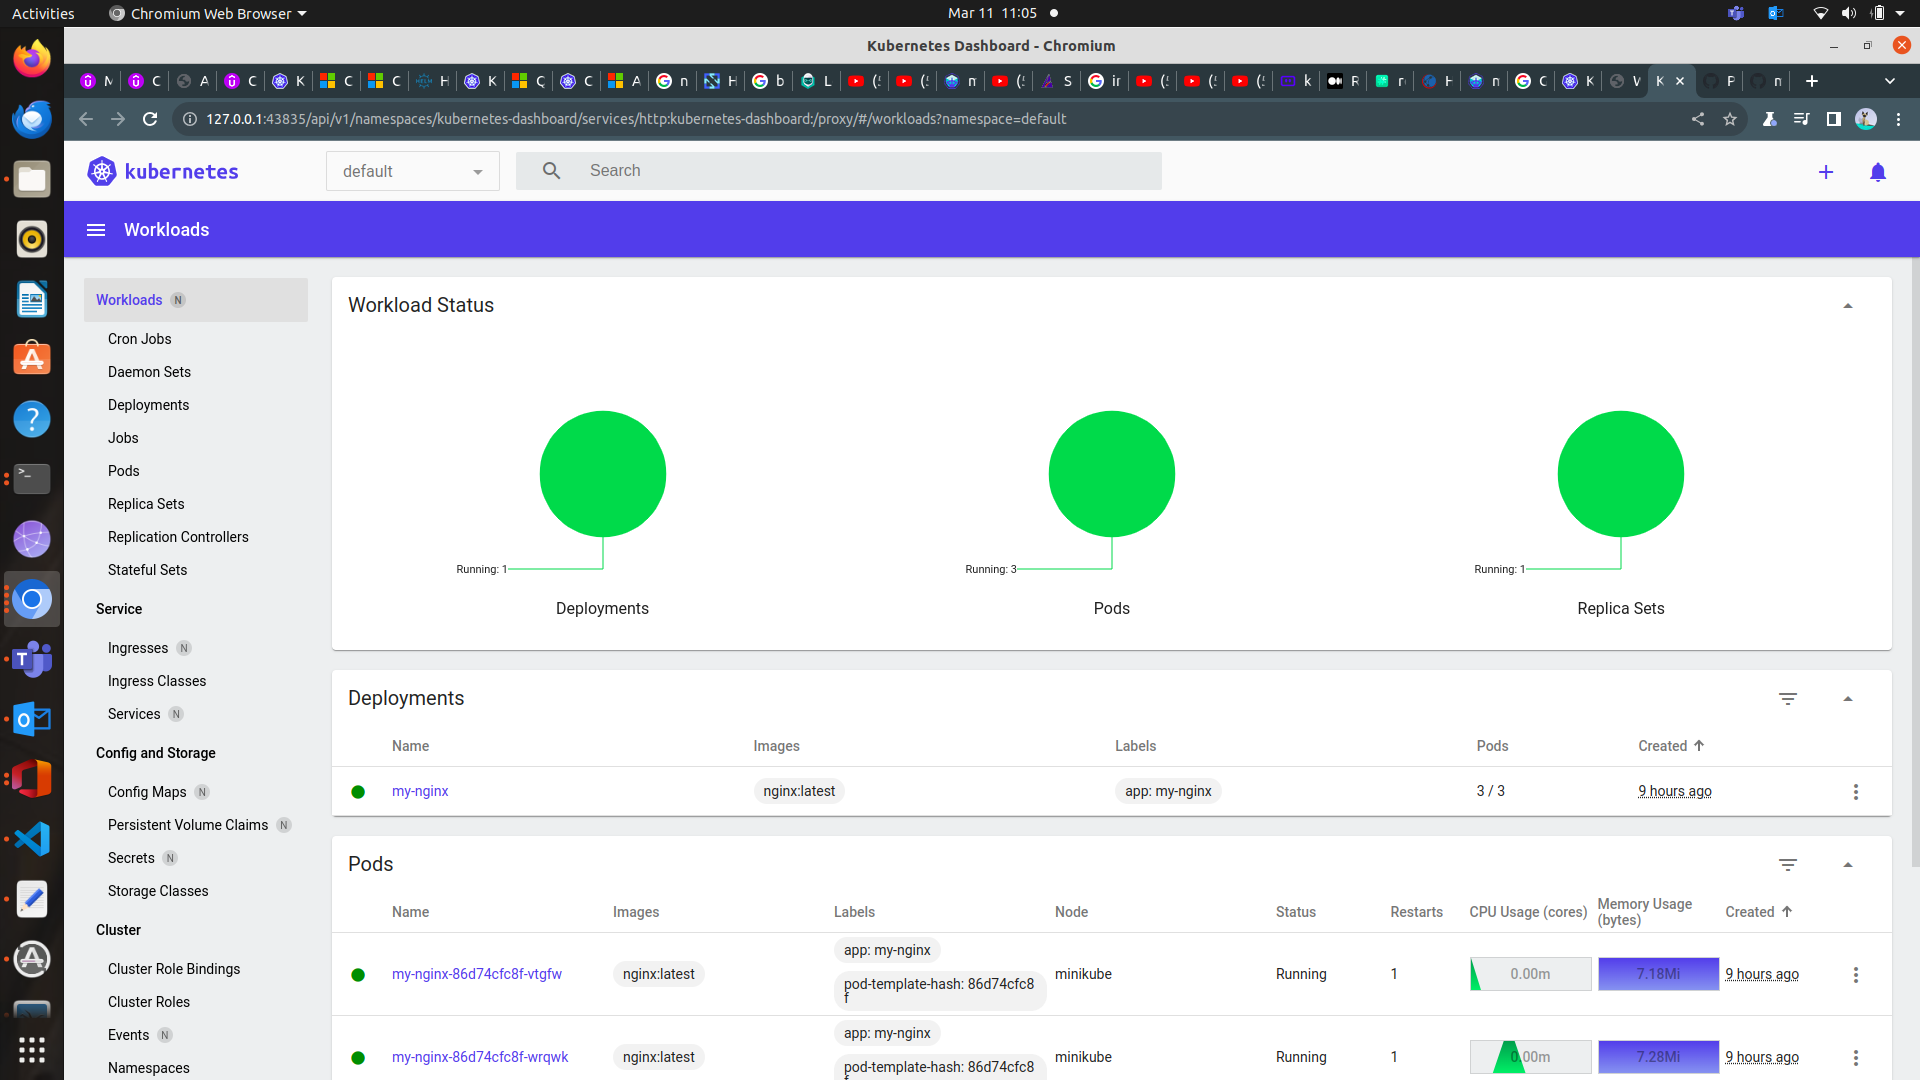 Activities
Chromium Web Browser
Mar 11 11:05
Kubernetes Dashboard - Chromium
127.0.0.1:43835/api/v1/namespaces/kubernetes-dashboard/services/http:kubernetes-dashboard:/proxy/#/workloads?namespace=default
kubernetes
default
Search
Workloads
Workloads N
Cron Jobs
Daemon Sets
Deployments
Jobs
Pods
Replica Sets
Replication Controllers
Stateful Sets
Service
Ingresses N
Ingress Classes
Services N
Config and Storage
Config Maps N
Persistent Volume Claims N
Secrets N
Storage Classes
Cluster
Cluster Role Bindings
Cluster Roles
Events N
Namespaces
Workload Status
Running: 1
Deployments
Running: 3
Pods
Running: 1
Replica Sets
Deployments
Name Images Labels Pods Created
my-nginx nginx:latest app: my-nginx 3 / 3 9 hours ago
Pods
Name Images Labels Node Status Restarts CPU Usage (cores) Memory Usage (bytes) Created
app: my-nginx
my-nginx-86d74cfc8f-vtgfw nginx:latest pod-template-hash: 86d74cfc8f minikube Running 1 0.00m 7.18Mi 9 hours ago
app: my-nginx
my-nginx-86d74cfc8f-wrqwk nginx:latest pod-template-hash: 86d74cfc8 minikube Running 1 0.00m 7.28Mi 9 hours ago